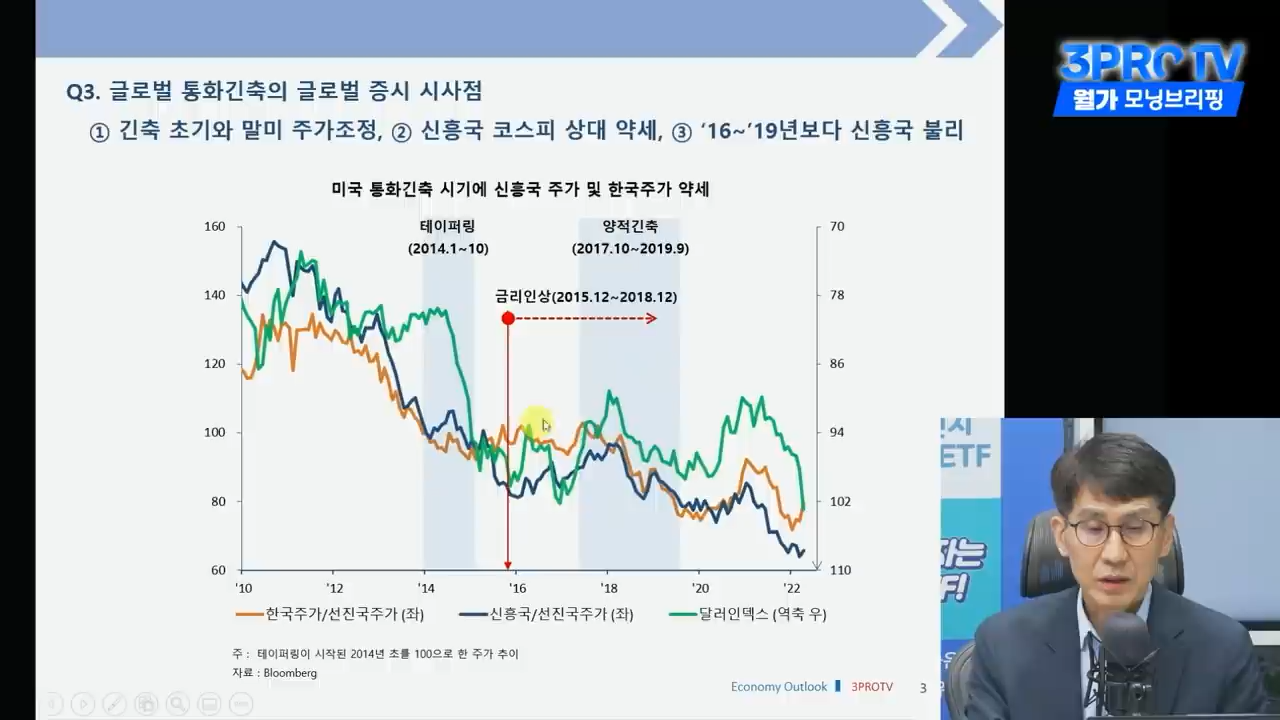 3PRO TV
월가 모닝브리핑
Q3. 글로벌 통화긴축의 글로벌 증시 시사점
① 긴축 초기와 말미 주가조정, ② 신흥국 코스피 상대 약세, ③ ‘16~’19년보다 신흥국 불리
미국 통화긴축 시기에 신흥국 주가 및 한국주가 약세
테이퍼링
(2014.1~10)
양적긴축
(2017.10~2019.9)
금리인상(2015.12~2018.12)
160
140
120
100
80
60
70
78
86
94
102
110
'10
'12
'14
'16
'18
'20
'22
한국주가/선진국주가 (좌)
신흥국/선진국주가 (좌)
달러인덱스 (역축 우)
주 : 테이퍼링이 시작된 2014년 초를 100으로 한 주가 추이
자료 : Bloomberg
Economy Outlook
3PROTV
3
ETF
F!